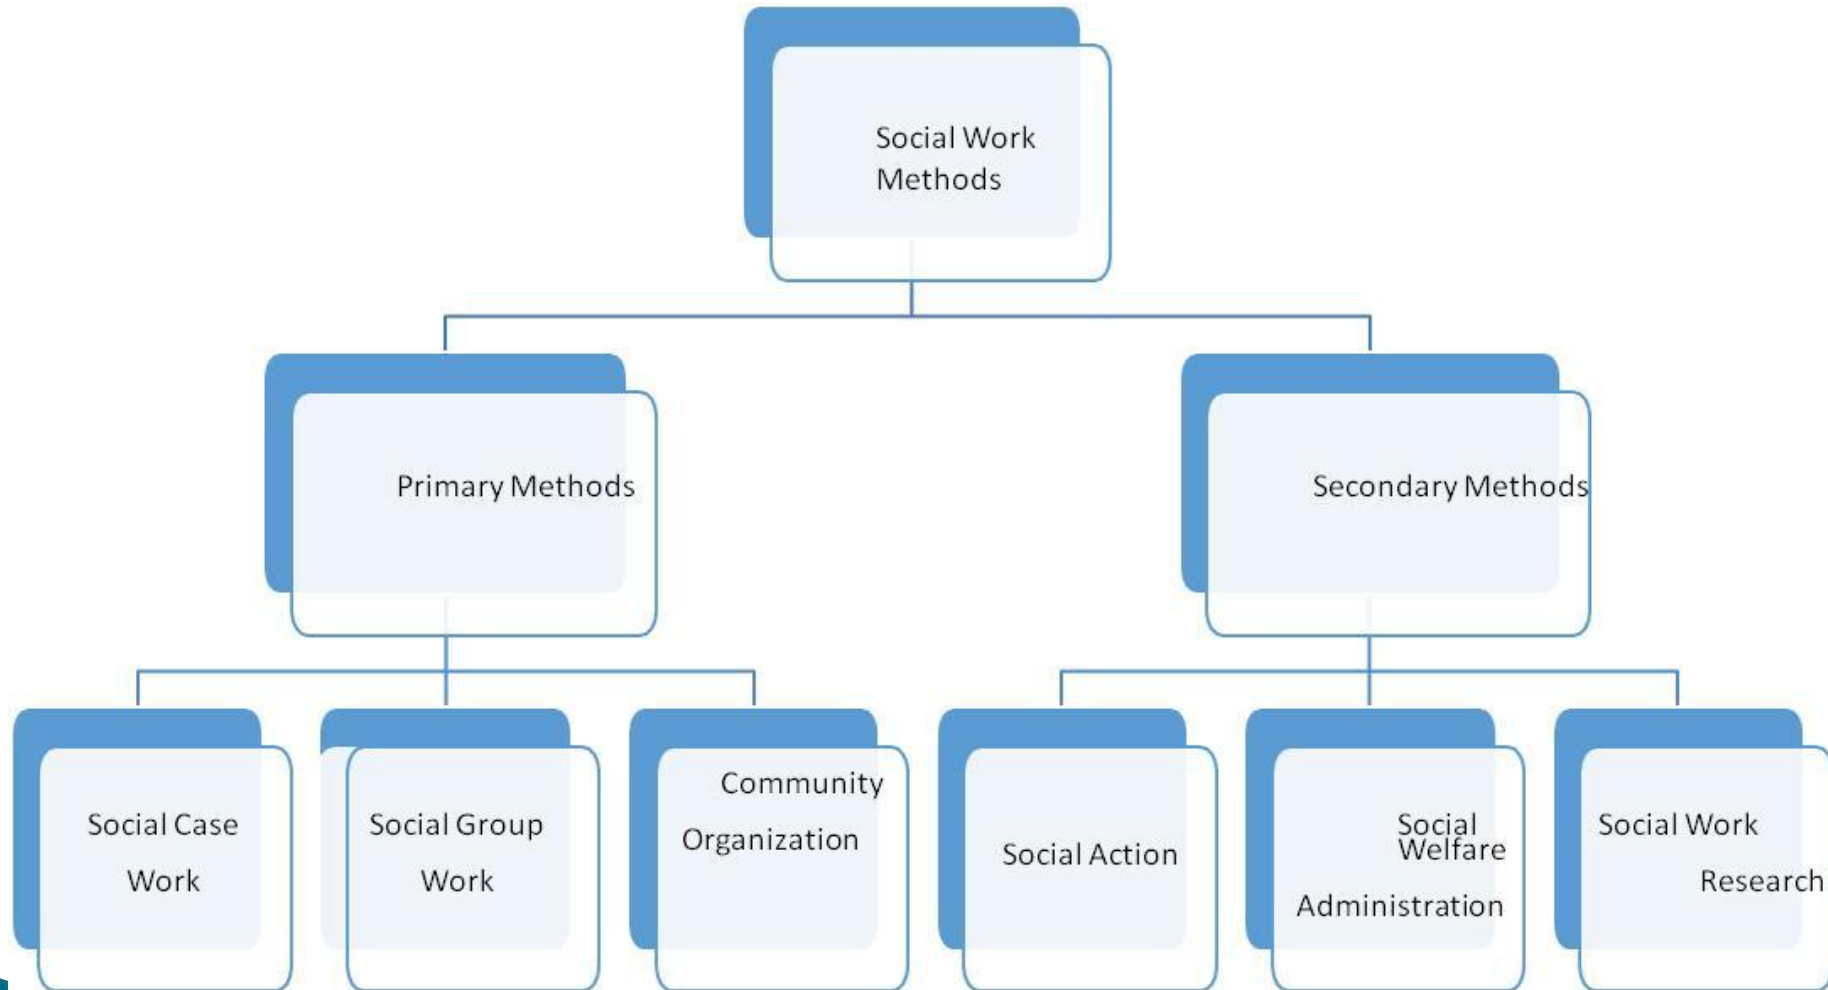 Social Work
Methods
Primary Methods
Secondary Methods
Social Case
Work
Social Group
Work
Community
Organization
Social Action
Social
Welfare
Administration
Social Work
Research